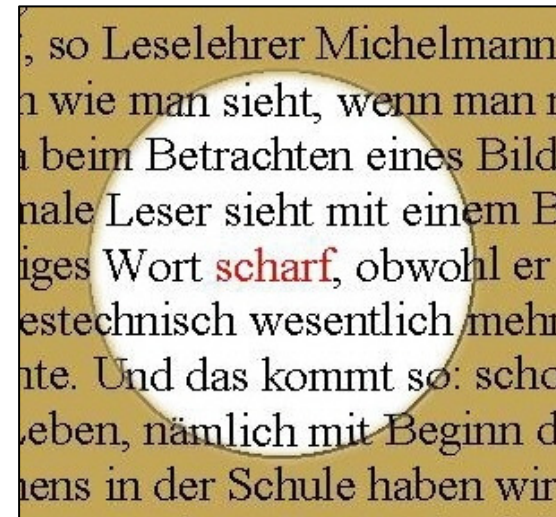 , so Leselehrer Michelmann
n wie man sieht, wenn man
beim Betrachten eines Bild
male Leser sieht mit einem B
iges Wort scharf, obwohl er
estechnisch wesentlich mehr
nte. Und das kommt so: scho
Leben, nämlich mit Beginn d
nens in der Schule haben wir